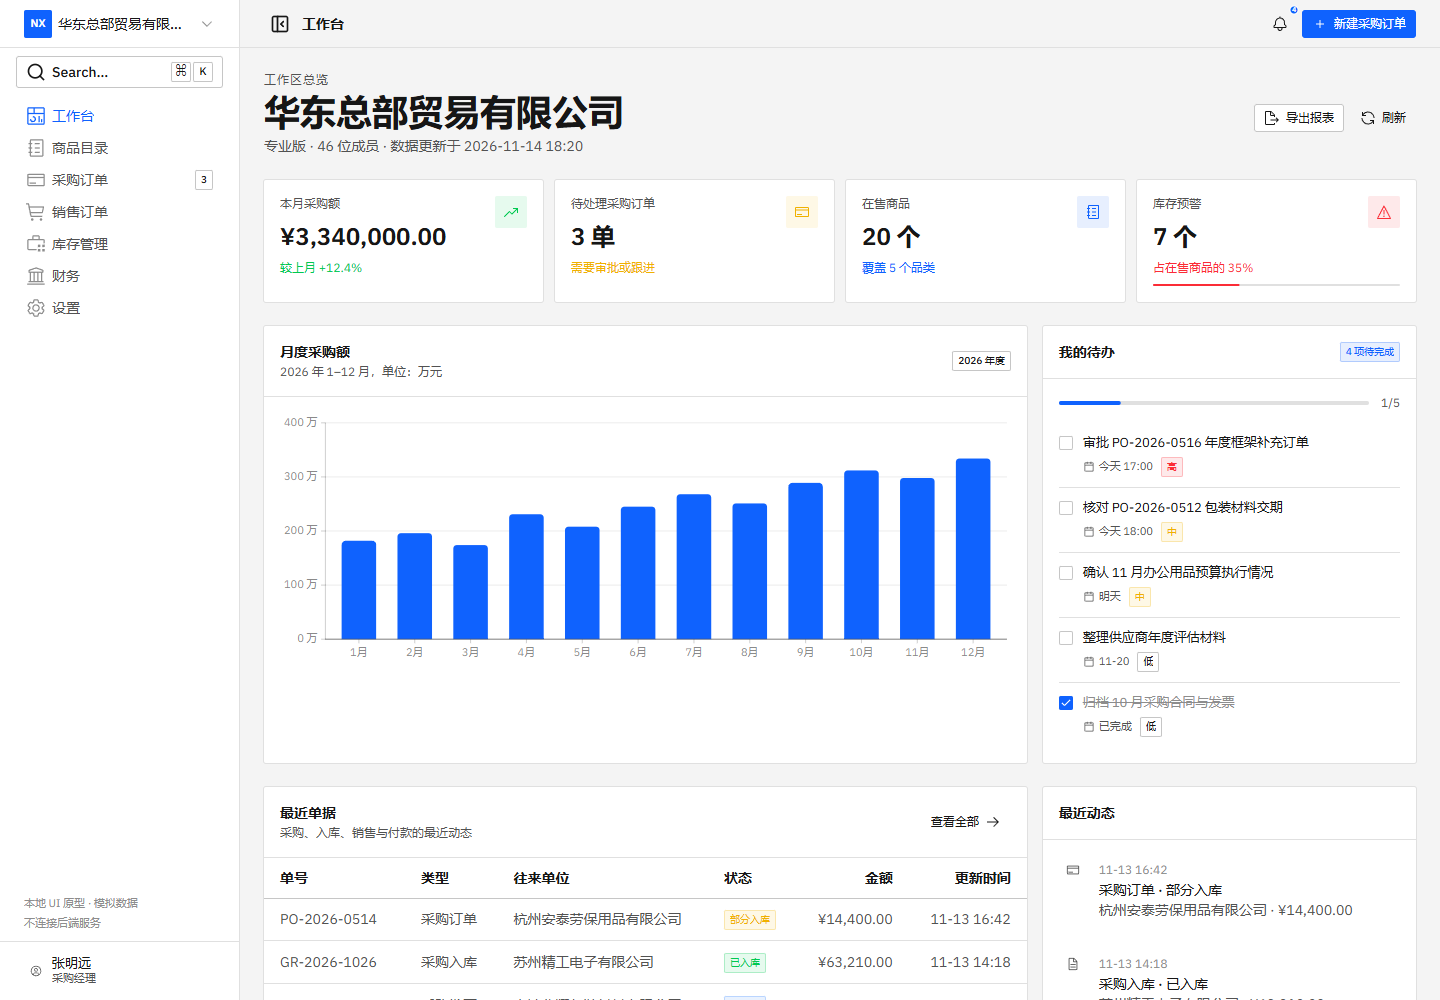 NX 华东总部贸易有限...
Search... ⌘ K
工作台
商品目录
采购订单 3
销售订单
库存管理
财务
设置
本地 UI 原型 · 模拟数据
不连接后端服务
张明远
采购经理
工作台
4
新建采购订单
工作区总览
华东总部贸易有限公司
专业版 · 46 位成员 · 数据更新于 2026-11-14 18:20
导出报表 刷新
本月采购额
¥3,340,000.00
较上月 +12.4%
待处理采购订单
3 单
需要审批或跟进
在售商品
20 个
覆盖 5 个品类
库存预警
7 个
占在售商品的 35%
月度采购额
2026 年 1–12 月，单位：万元
2026 年度
400 万
300 万
200 万
100 万
0 万
1月 2月 3月 4月 5月 6月 7月 8月 9月 10月 11月 12月
我的待办
4 项待完成
1/5
审批 PO-2026-0516 年度框架补充订单
今天 17:00 高
核对 PO-2026-0512 包装材料交期
今天 18:00 中
确认 11 月办公用品预算执行情况
明天 中
整理供应商年度评估材料
11-20 低
归档 10 月采购合同与发票
已完成 低
最近单据
采购、入库、销售与付款的最近动态
查看全部
单号 类型 往来单位 状态 金额 更新时间
PO-2026-0514 采购订单 杭州安泰劳保用品有限公司 部分入库 ¥14,400.00 11-13 16:42
GR-2026-1026 采购入库 苏州精工电子有限公司 已入库 ¥63,210.00 11-13 14:18
最近动态
11-13 16:42
采购订单 · 部分入库
杭州安泰劳保用品有限公司 · ¥14,400.00
11-13 14:18
采购入库 · 已入库